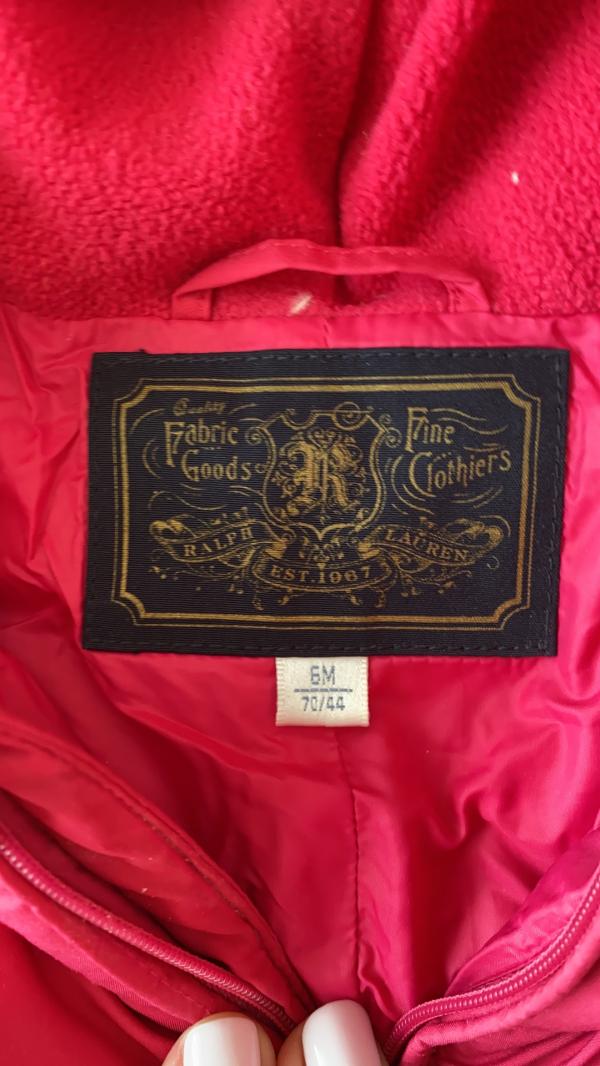 Quality
Fabric
Goods
Fine
Clothiers
R
RALPH
LAUREN
EST. 1967
6M
70/44